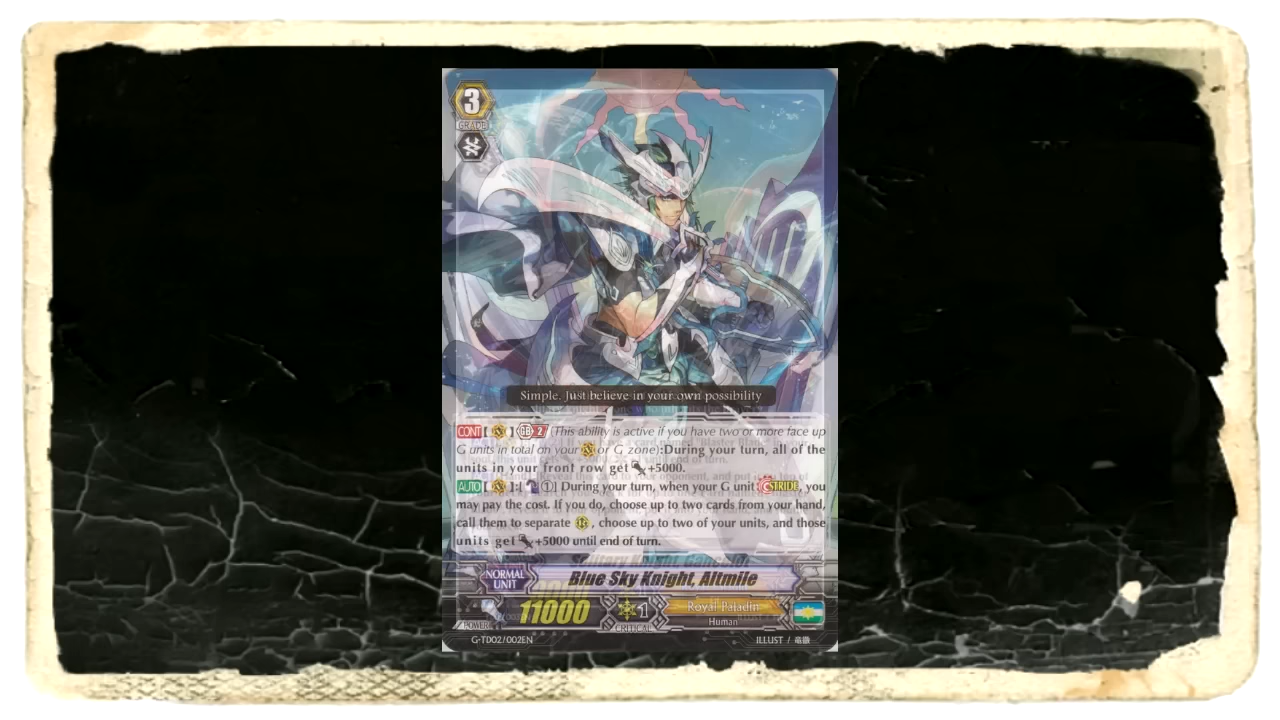 3
GRADE
Simple. Just believe in your own possibility
CONT [ ] GB 2 (This ability is active if you have two or more face up
G units in total on your or G zone):During your turn, all of the
units in your front row get +5000.
AUTO [ ]:[ 1] During your turn, when your G unit STRIDE, you
may pay the cost. If you do, choose up to two cards from your hand,
call them to separate , choose up to two of your units, and those
units get +5000 until end of turn.
NORMAL
UNIT
Blue Sky Knight, Altmile
POWER
11000
1
CRITICAL
Royal Paladin
Human
G-TD02/002EN
ILLUST /